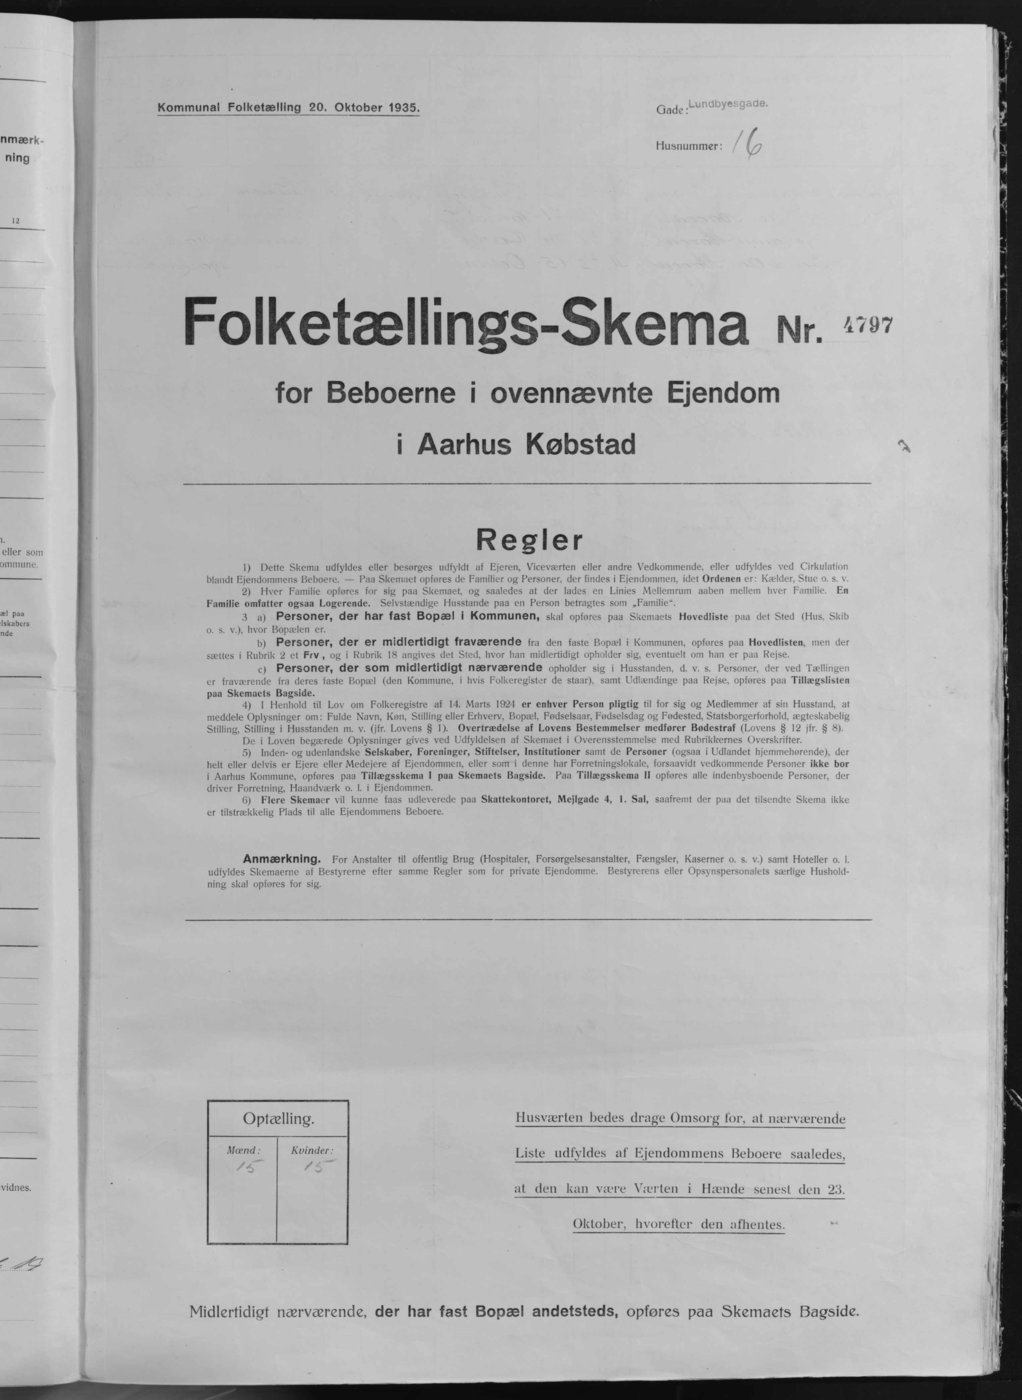 nmærk-
ning
12
eller som
ommune.
æl paa
lskabers
nde
vidnes.
Kommunal Folketælling 20. Oktober 1935.
Gade: Lundbyesgade.
Husnummer: 16
Folketællings-Skema Nr. 4797
for Beboerne i ovennævnte Ejendom
i Aarhus Købstad
Regler
1) Dette Skema udfyldes eller besørges udfyldt af Ejeren, Viceværten eller andre Vedkommende, eller udfyldes ved Cirkulation
blandt Ejendommens Beboere. — Paa Skemaet opføres de Familier og Personer, der findes i Ejendommen, idet Ordenen er: Kælder, Stue o. s. v.
2) Hver Familie opføres for sig paa Skemaet, og saaledes at der lades en Linies Mellemrum aaben mellem hver Familie. En
Familie omfatter ogsaa Logerende. Selvstændige Husstande paa en Person betragtes som „Familie“.
3 a) Personer, der har fast Bopæl i Kommunen, skal opføres paa Skemaets Hovedliste paa det Sted (Hus, Skib
o. s. v.), hvor Bopælen er.
b) Personer, der er midlertidigt fraværende fra den faste Bopæl i Kommunen, opføres paa Hovedlisten, men der
sættes i Rubrik 2 et Frv., og i Rubrik 18 angives det Sted, hvor han midlertidigt opholder sig, eventuelt om han er paa Rejse.
c) Personer, der som midlertidigt nærværende opholder sig i Husstanden, d. v. s. Personer, der ved Tællingen
er fraværende fra deres faste Bopæl (den Kommune, i hvis Folkeregister de staar), samt Udlændinge paa Rejse, opføres paa Tillægslisten
paa Skemaets Bagside.
4) I Henhold til Lov om Folkeregistre af 14. Marts 1924 er enhver Person pligtig til for sig og Medlemmer af sin Husstand, at
meddele Oplysninger om: Fulde Navn, Køn, Stilling eller Erhverv, Bopæl, Fødselsaar, Fødselsdag og Fødested, Statsborgerforhold, ægteskabelig
Stilling, Stilling i Husstanden m. v. (jfr. Lovens § 1). Overtrædelse af Lovens Bestemmelser medfører Bødestraf (Lovens § 12 jfr. § 8).
De i Loven begærede Oplysninger gives ved Udfyldelsen af Skemaet i Overensstemmelse med Rubrikkernes Overskrifter.
5) Inden- og udenlandske Selskaber, Foreninger, Stiftelser, Institutioner samt de Personer (ogsaa i Udlandet hjemmehørende), der
helt eller delvis er Ejere eller Medejere af Ejendommen, eller som i denne har Forretningslokale, forsaavidt vedkommende Personer ikke bor
i Aarhus Kommune, opføres paa Tillægsskema I paa Skemaets Bagside. Paa Tillægsskema II opføres alle indenbysboende Personer, der
driver Forretning, Haandværk o. l. i Ejendommen.
6) Flere Skemaer vil kunne faas udleverede paa Skattekontoret, Mejlgade 4, 1. Sal, saafremt der paa det tilsendte Skema ikke
er tilstrækkelig Plads til alle Ejendommens Beboere.
Anmærkning. For Anstalter til offentlig Brug (Hospitaler, Forsørgelsesanstalter, Fængsler, Kaserner o. s. v.) samt Hoteller o. l.
udfyldes Skemaerne af Bestyrerne efter samme Regler som for private Ejendomme. Bestyrerens eller Opsynspersonalets særlige Hushold-
ning skal opføres for sig.
Optælling.
Mænd: Kvinder:
15 15
Husværten bedes drage Omsorg for, at nærværende
Liste udfyldes af Ejendommens Beboere saaledes,
at den kan være Værten i Hænde senest den 23.
Oktober, hvorefter den afhentes.
Midlertidigt nærværende, der har fast Bopæl andetsteds, opføres paa Skemaets Bagside.